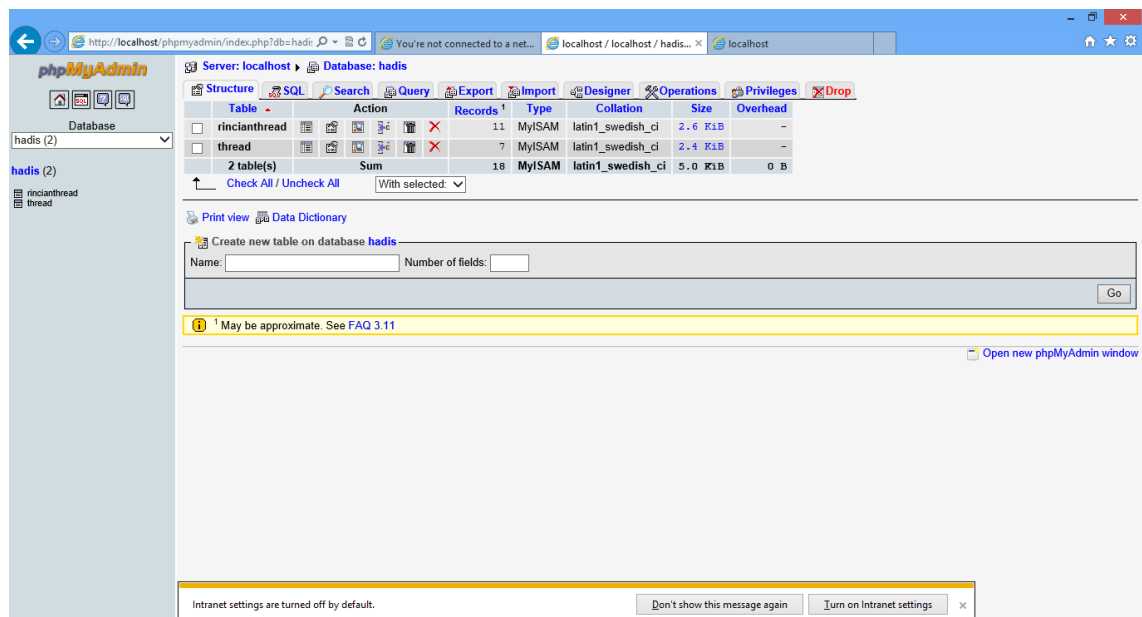 http://localhost/phpmyadmin/index.php?db=hadis
You're not connected to a net...
localhost / localhost / hadis...
localhost
phpMyAdmin
Database
hadis (2)
hadis (2)
rincianthread
thread
Server: localhost Database: hadis
Structure SQL Search Query Export Import Designer Operations Privileges Drop
Table Action Records 1 Type Collation Size Overhead
rincianthread 11 MyISAM latin1_swedish_ci 2.6 KiB -
thread 7 MyISAM latin1_swedish_ci 2.4 KiB -
2 table(s) Sum 18 MyISAM latin1_swedish_ci 5.0 KiB 0 B
Check All / Uncheck All With selected:
Print view Data Dictionary
Create new table on database hadis
Name: Number of fields:
Go
1 May be approximate. See FAQ 3.11
Open new phpMyAdmin window
Intranet settings are turned off by default. Don't show this message again Turn on Intranet settings